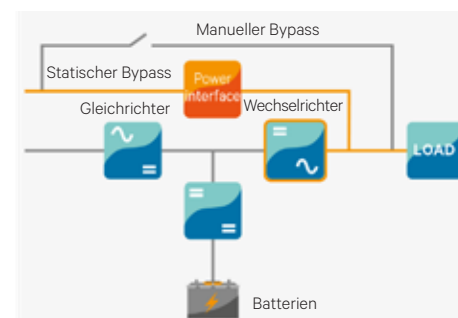 Manueller Bypass
Statischer Bypass
Power
Interface
Gleichrichter
Wechselrichter
LOAD
Batterien